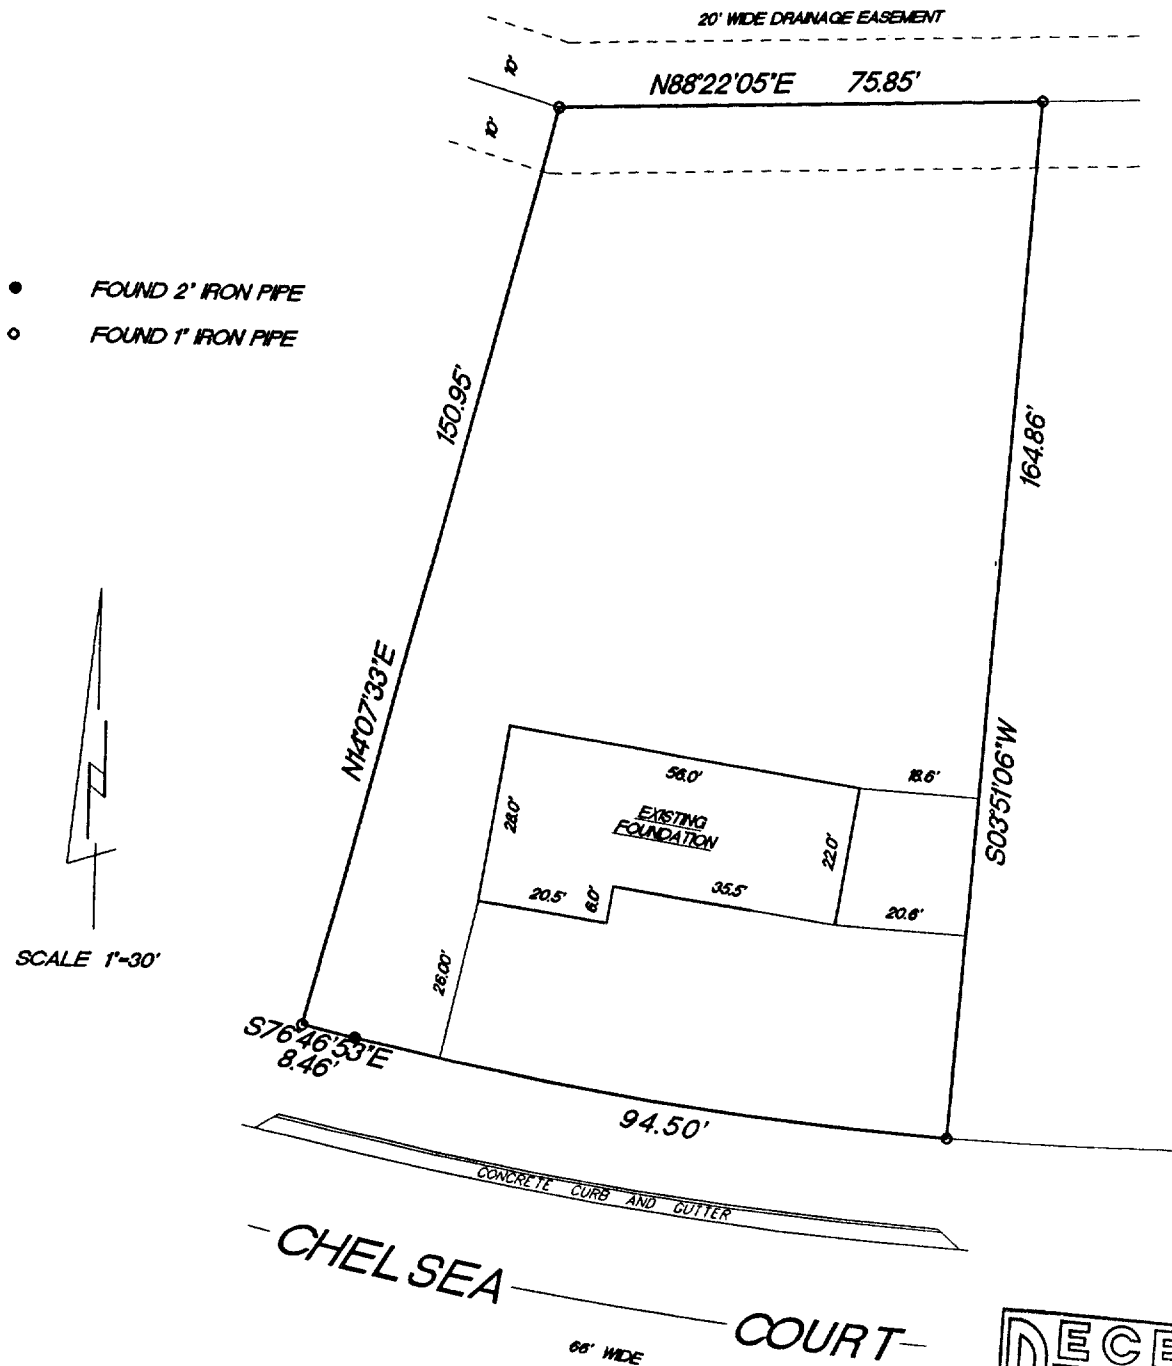 20' WIDE DRAINAGE EASEMENT
10'
N88°22'05"E 75.85'
10'
● FOUND 2" IRON PIPE
○ FOUND 1" IRON PIPE
150.95'
164.86'
N14°07'33"E
S03°51'06"W
56.0'
18.6'
28.0'
EXISTING
FOUNDATION
22.0'
20.5'
6.0'
35.5'
20.6'
26.00'
SCALE 1"=30'
S76°46'53"E
8.46'
94.50'
CONCRETE CURB AND GUTTER
CHELSEA COURT
66' WIDE
DECE